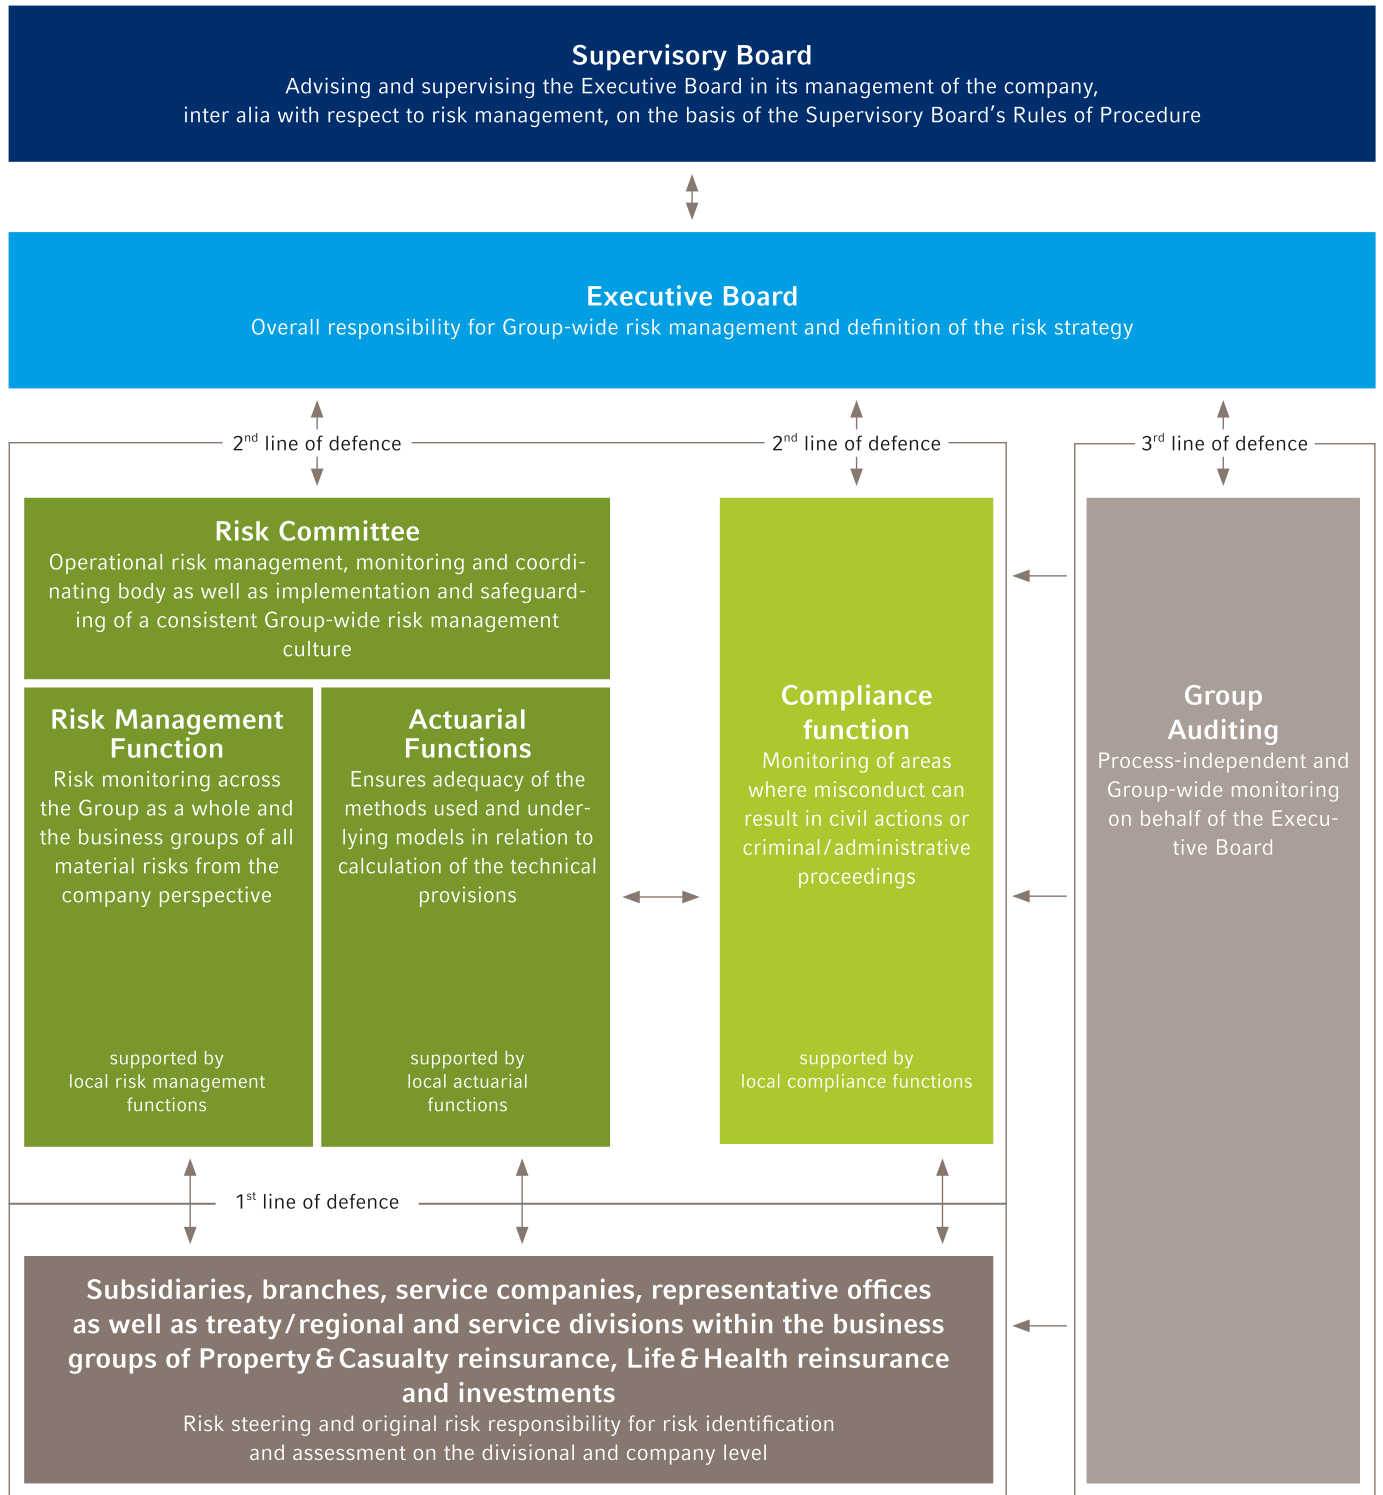 Supervisory Board
Advising and supervising the Executive Board in its management of the company,
inter alia with respect to risk management, on the basis of the Supervisory Board’s Rules of Procedure
Executive Board
Overall responsibility for Group-wide risk management and definition of the risk strategy
2nd line of defence
2nd line of defence
3rd line of defence
Risk Committee
Operational risk management, monitoring and coordi-
nating body as well as implementation and safeguard-
ing of a consistent Group-wide risk management
culture
Risk Management
Function
Risk monitoring across
the Group as a whole and
the business groups of all
material risks from the
company perspective
supported by
local risk management
functions
Actuarial
Functions
Ensures adequacy of the
methods used and under-
lying models in relation to
calculation of the technical
provisions
supported by
local actuarial
functions
Compliance
function
Monitoring of areas
where misconduct can
result in civil actions or
criminal/administrative
proceedings
supported by
local compliance functions
Group
Auditing
Process-independent and
Group-wide monitoring
on behalf of the Execu-
tive Board
1st line of defence
Subsidiaries, branches, service companies, representative offices
as well as treaty/regional and service divisions within the business
groups of Property & Casualty reinsurance, Life & Health reinsurance
and investments
Risk steering and original risk responsibility for risk identification
and assessment on the divisional and company level